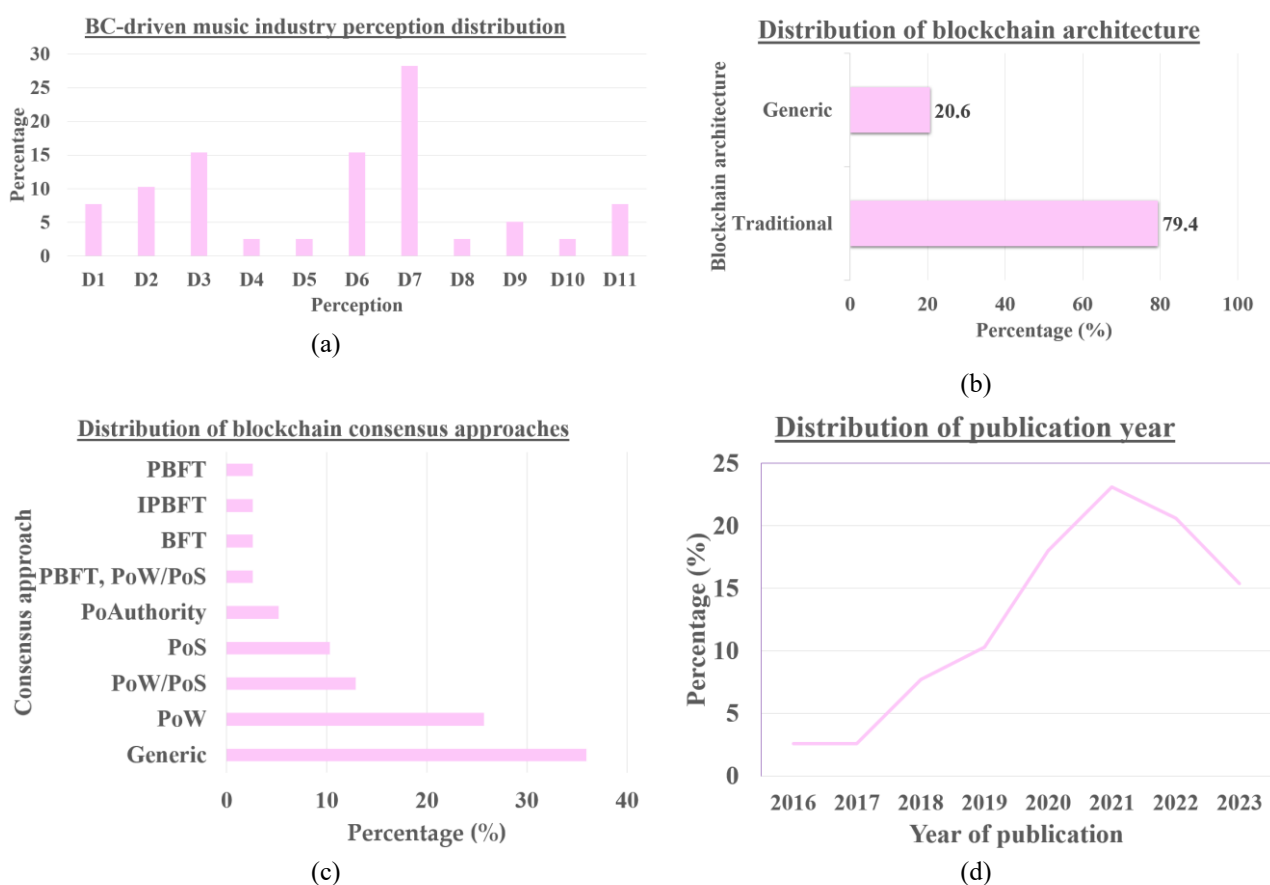 BC-driven music industry perception distribution
Percentage
30
25
20
15
10
5
0
D1 D2 D3 D4 D5 D6 D7 D8 D9 D10 D11
Perception
(a)
Distribution of blockchain architecture
Blockchain architecture
Generic
20.6
Traditional
79.4
0 20 40 60 80 100
Percentage (%)
(b)
Distribution of blockchain consensus approaches
Consensus approach
PBFT
IPBFT
BFT
PBFT, PoW/PoS
PoAuthority
PoS
PoW/PoS
PoW
Generic
0 10 20 30 40
Percentage (%)
(c)
Distribution of publication year
Percentage (%)
25
20
15
10
5
0
2016 2017 2018 2019 2020 2021 2022 2023
Year of publication
(d)